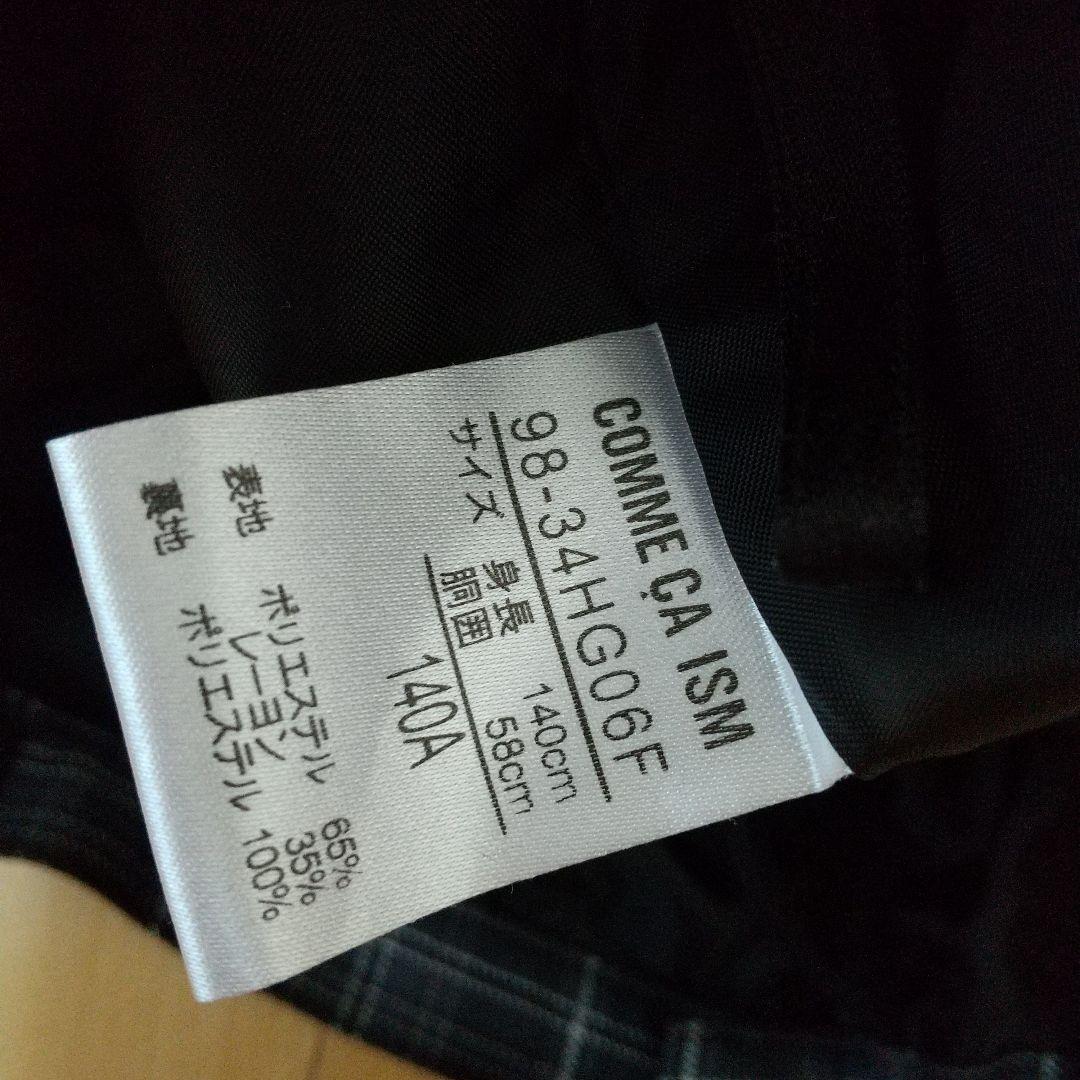 COMME ÇA ISM
98-34HG06F
サイズ 身長 140cm
胴囲 58cm
140A
表地 ポリエステル 65%
レーヨン 35%
裏地 ポリエステル 100%